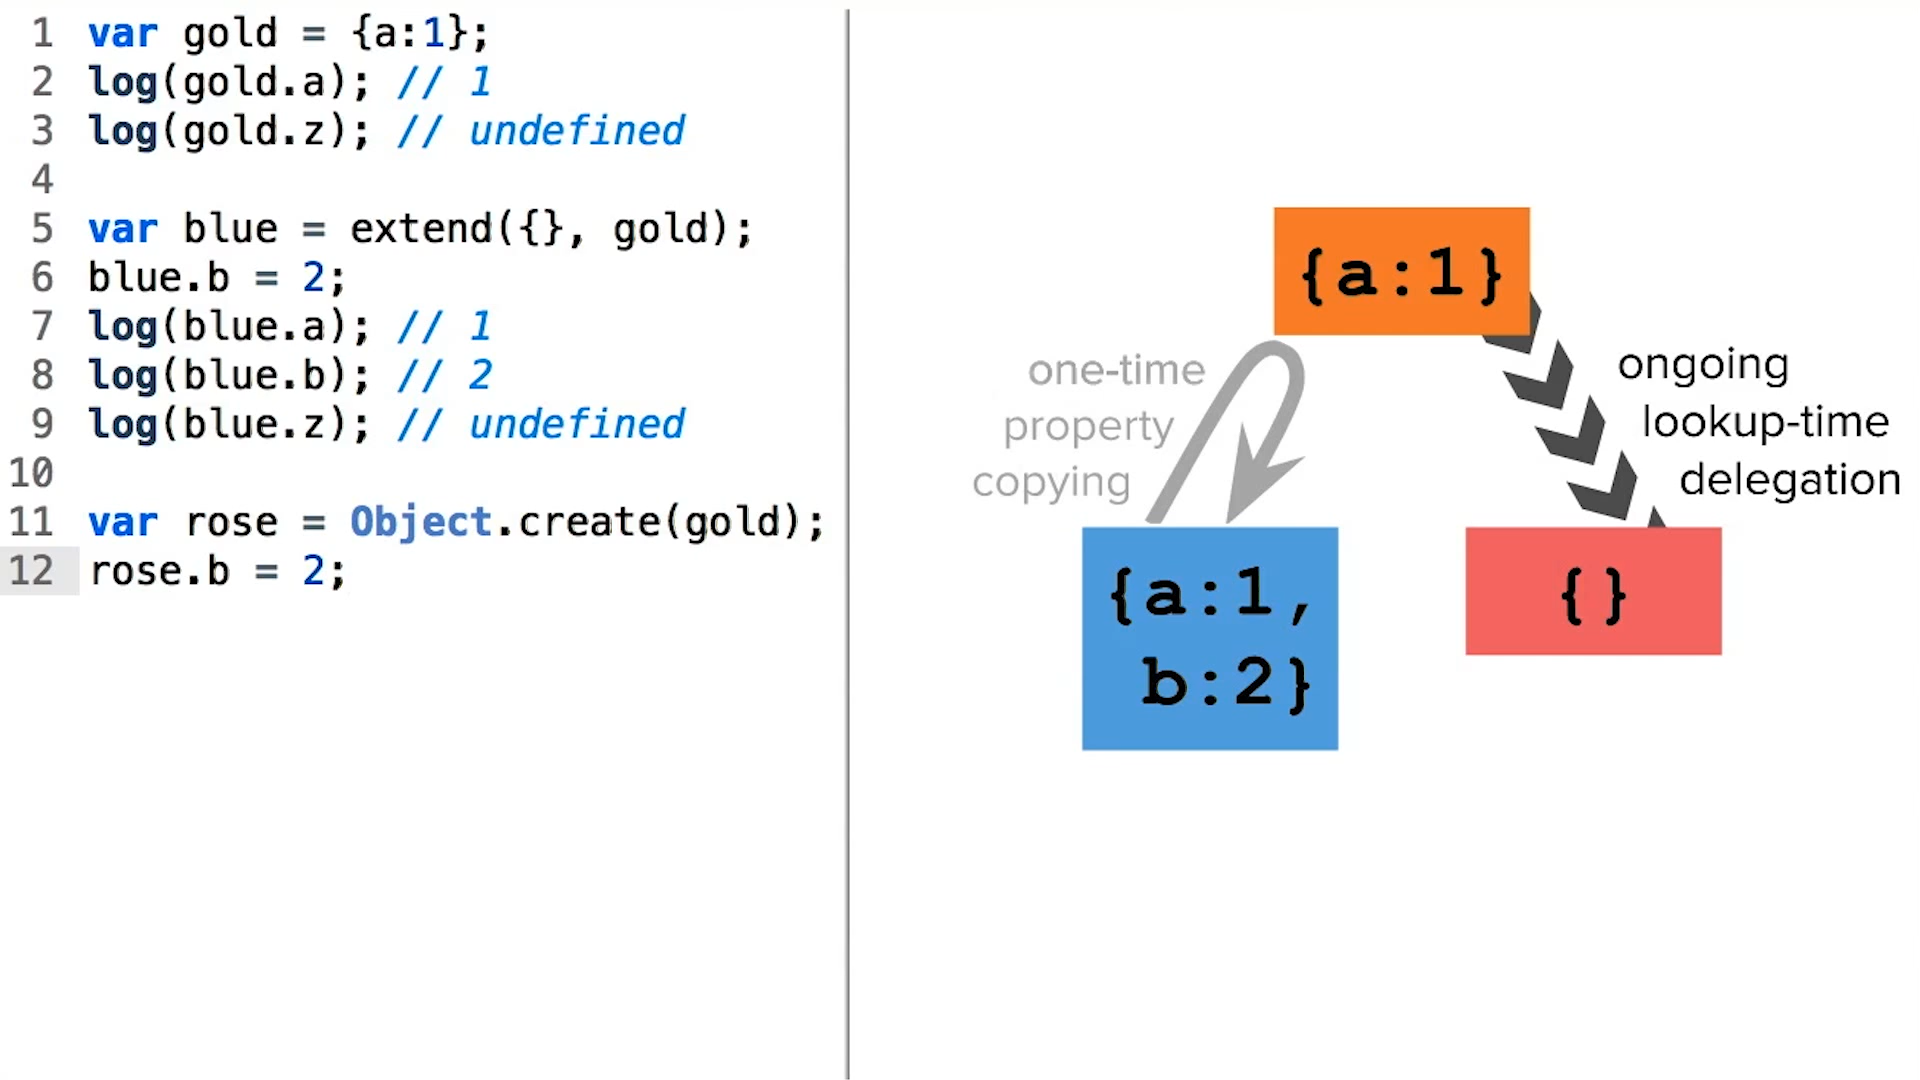 1 var gold = {a:1};
2 log(gold.a); // 1
3 log(gold.z); // undefined
4
5 var blue = extend({}, gold);
6 blue.b = 2;
7 log(blue.a); // 1
8 log(blue.b); // 2
9 log(blue.z); // undefined
10
11 var rose = Object.create(gold);
12 rose.b = 2;
{a:1}
one-time
property
copying
ongoing
lookup-time
delegation
{a:1,
b:2}
{}